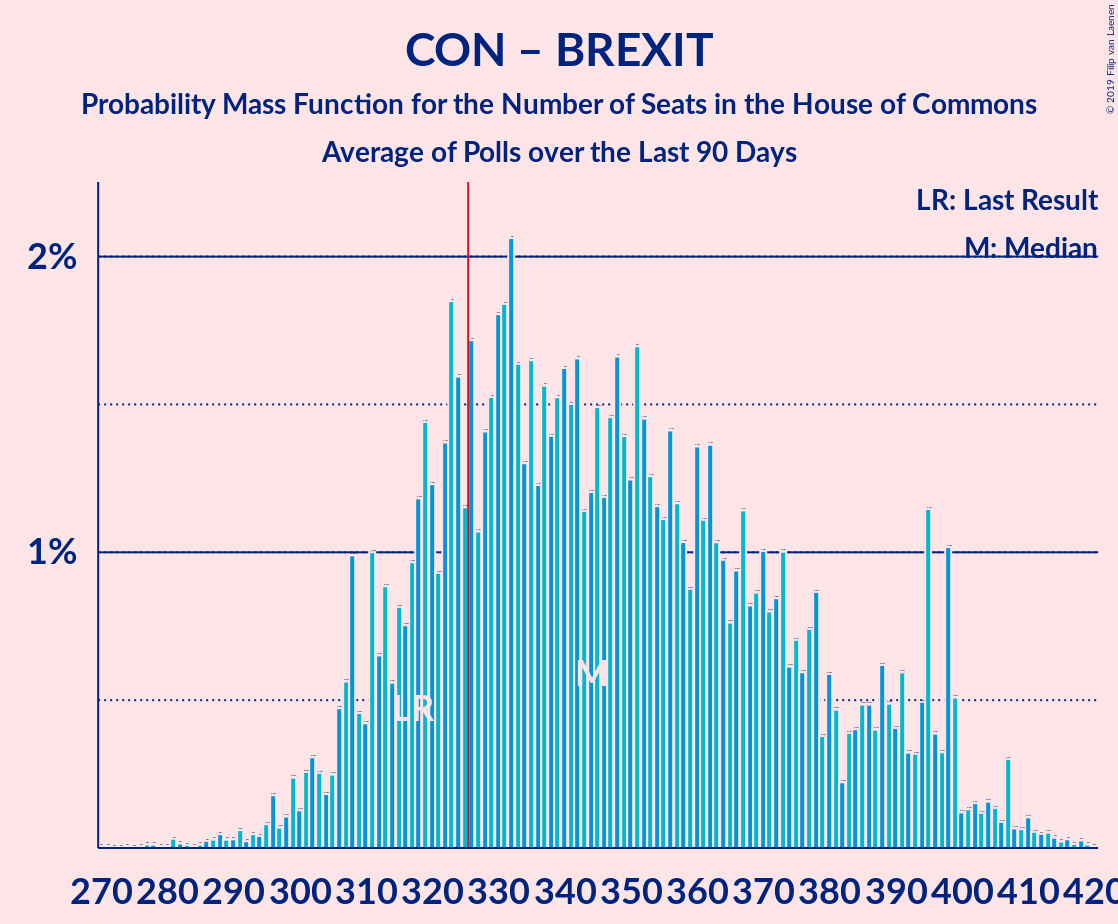 CON – BREXIT
Probability Mass Function for the Number of Seats in the House of Commons
Average of Polls over the Last 90 Days
© 2019 Filip van Laenen
LR: Last Result
M: Median
2%
1%
LR
M
270 280 290 300 310 320 330 340 350 360 370 380 390 400 410 420